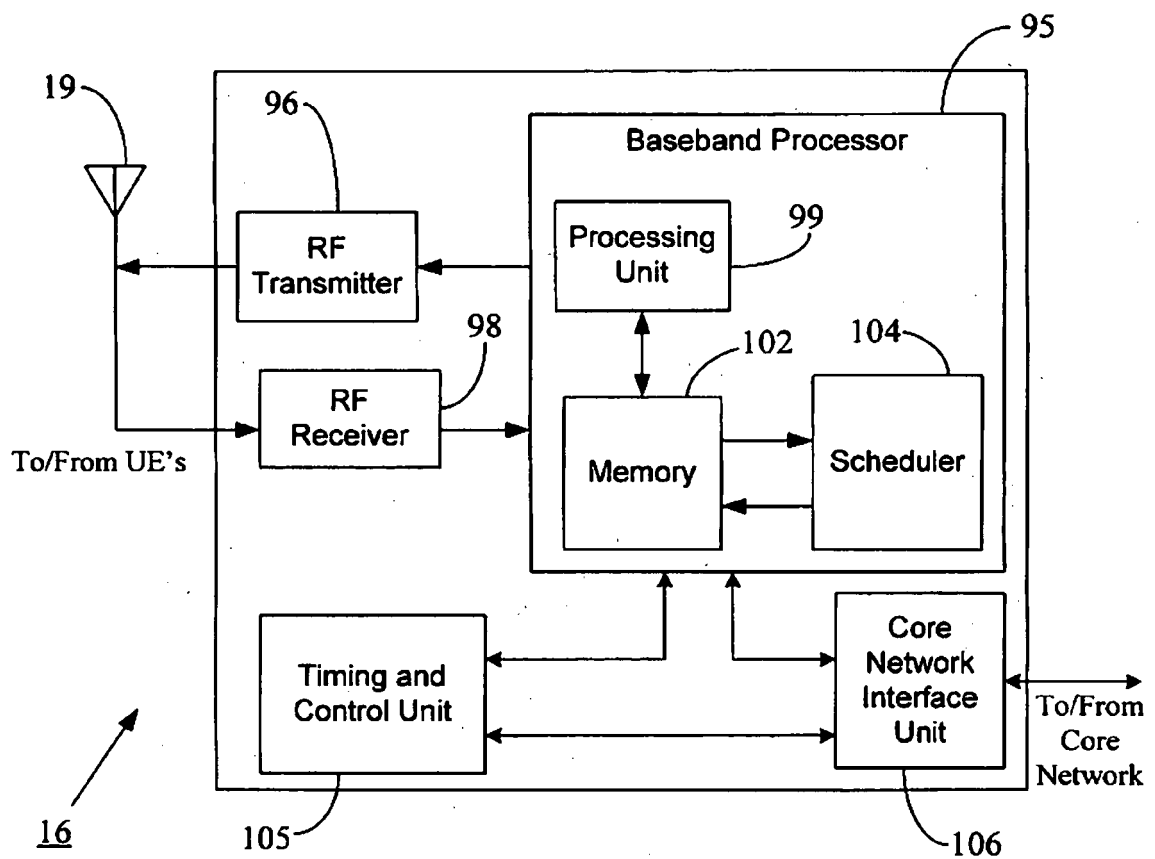 95
19
96
Baseband Processor
Processing
Unit
99
RF
Transmitter
98
102
104
RF
Receiver
To/From UE's
Memory
Scheduler
Timing and
Control Unit
Core
Network
Interface
Unit
To/From
Core
Network
16
105
106